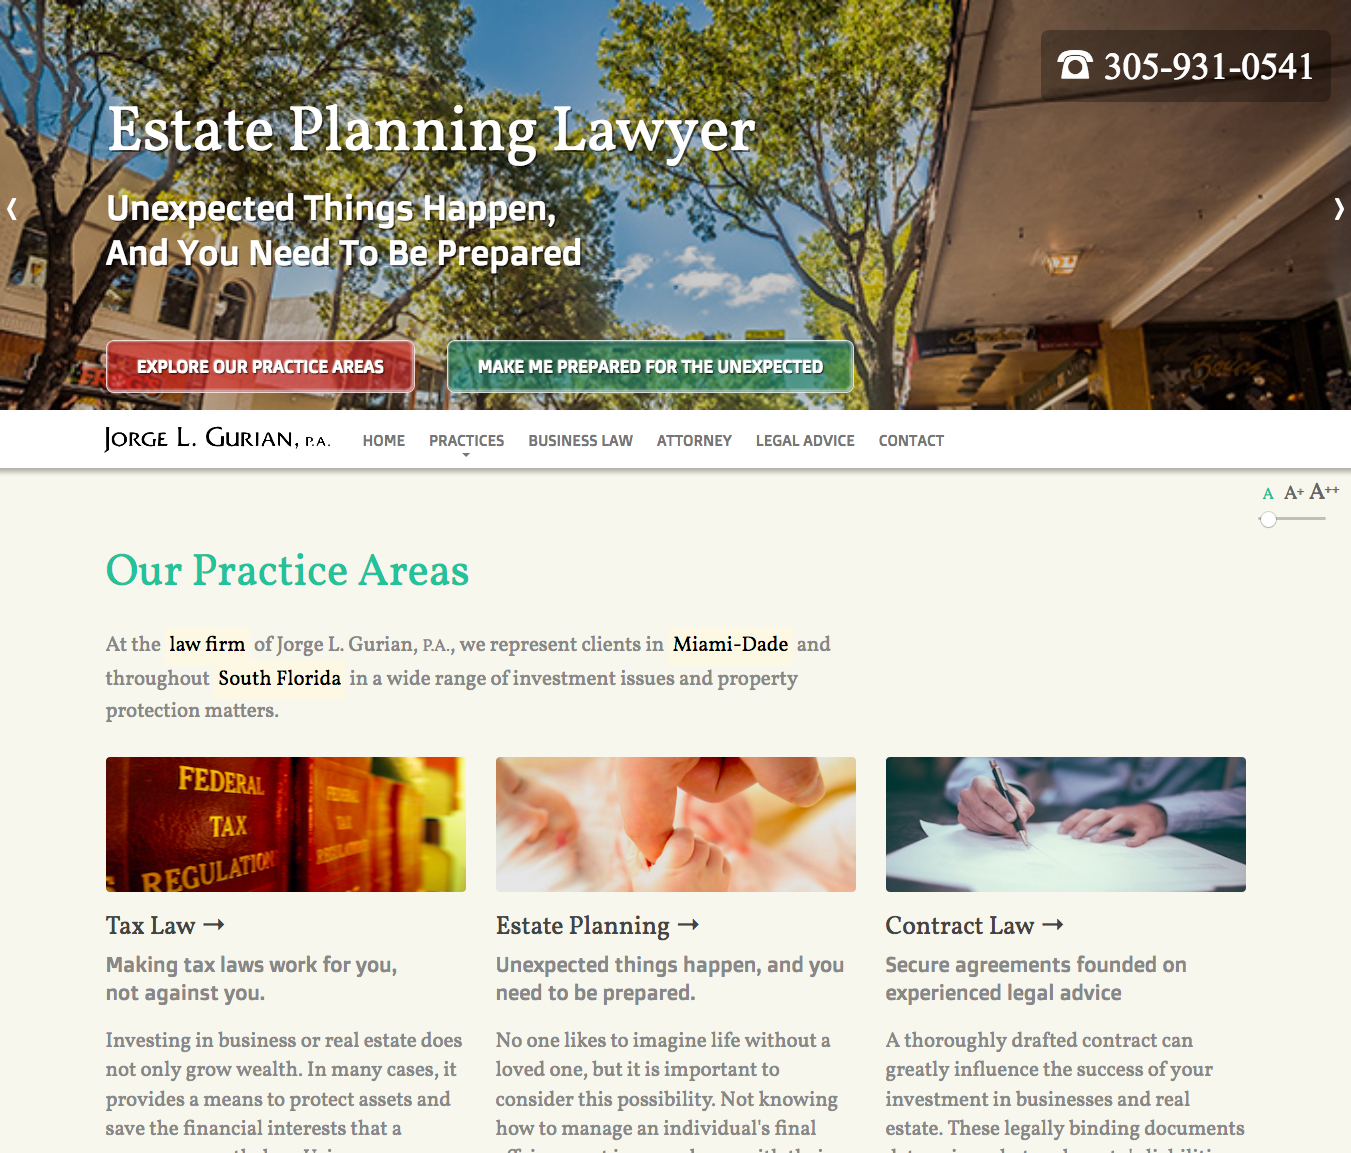 305-931-0541
Estate Planning Lawyer
Unexpected Things Happen,
And You Need To Be Prepared
EXPLORE OUR PRACTICE AREAS
MAKE ME PREPARED FOR THE UNEXPECTED
JORGE L. GURIAN, P.A.
HOME
PRACTICES
BUSINESS LAW
ATTORNEY
LEGAL ADVICE
CONTACT
A A+ A++
Our Practice Areas
At the law firm of Jorge L. Gurian, P.A., we represent clients in Miami-Dade and
throughout South Florida in a wide range of investment issues and property
protection matters.
FEDERAL
TAX
REGULATION
FEDERAL
TAX
Tax Law →
Making tax laws work for you,
not against you.
Investing in business or real estate does
not only grow wealth. In many cases, it
provides a means to protect assets and
save the financial interests that a
Estate Planning →
Unexpected things happen, and you
need to be prepared.
No one likes to imagine life without a
loved one, but it is important to
consider this possibility. Not knowing
how to manage an individual's final
Contract Law →
Secure agreements founded on
experienced legal advice
A thoroughly drafted contract can
greatly influence the success of your
investment in businesses and real
estate. These legally binding documents